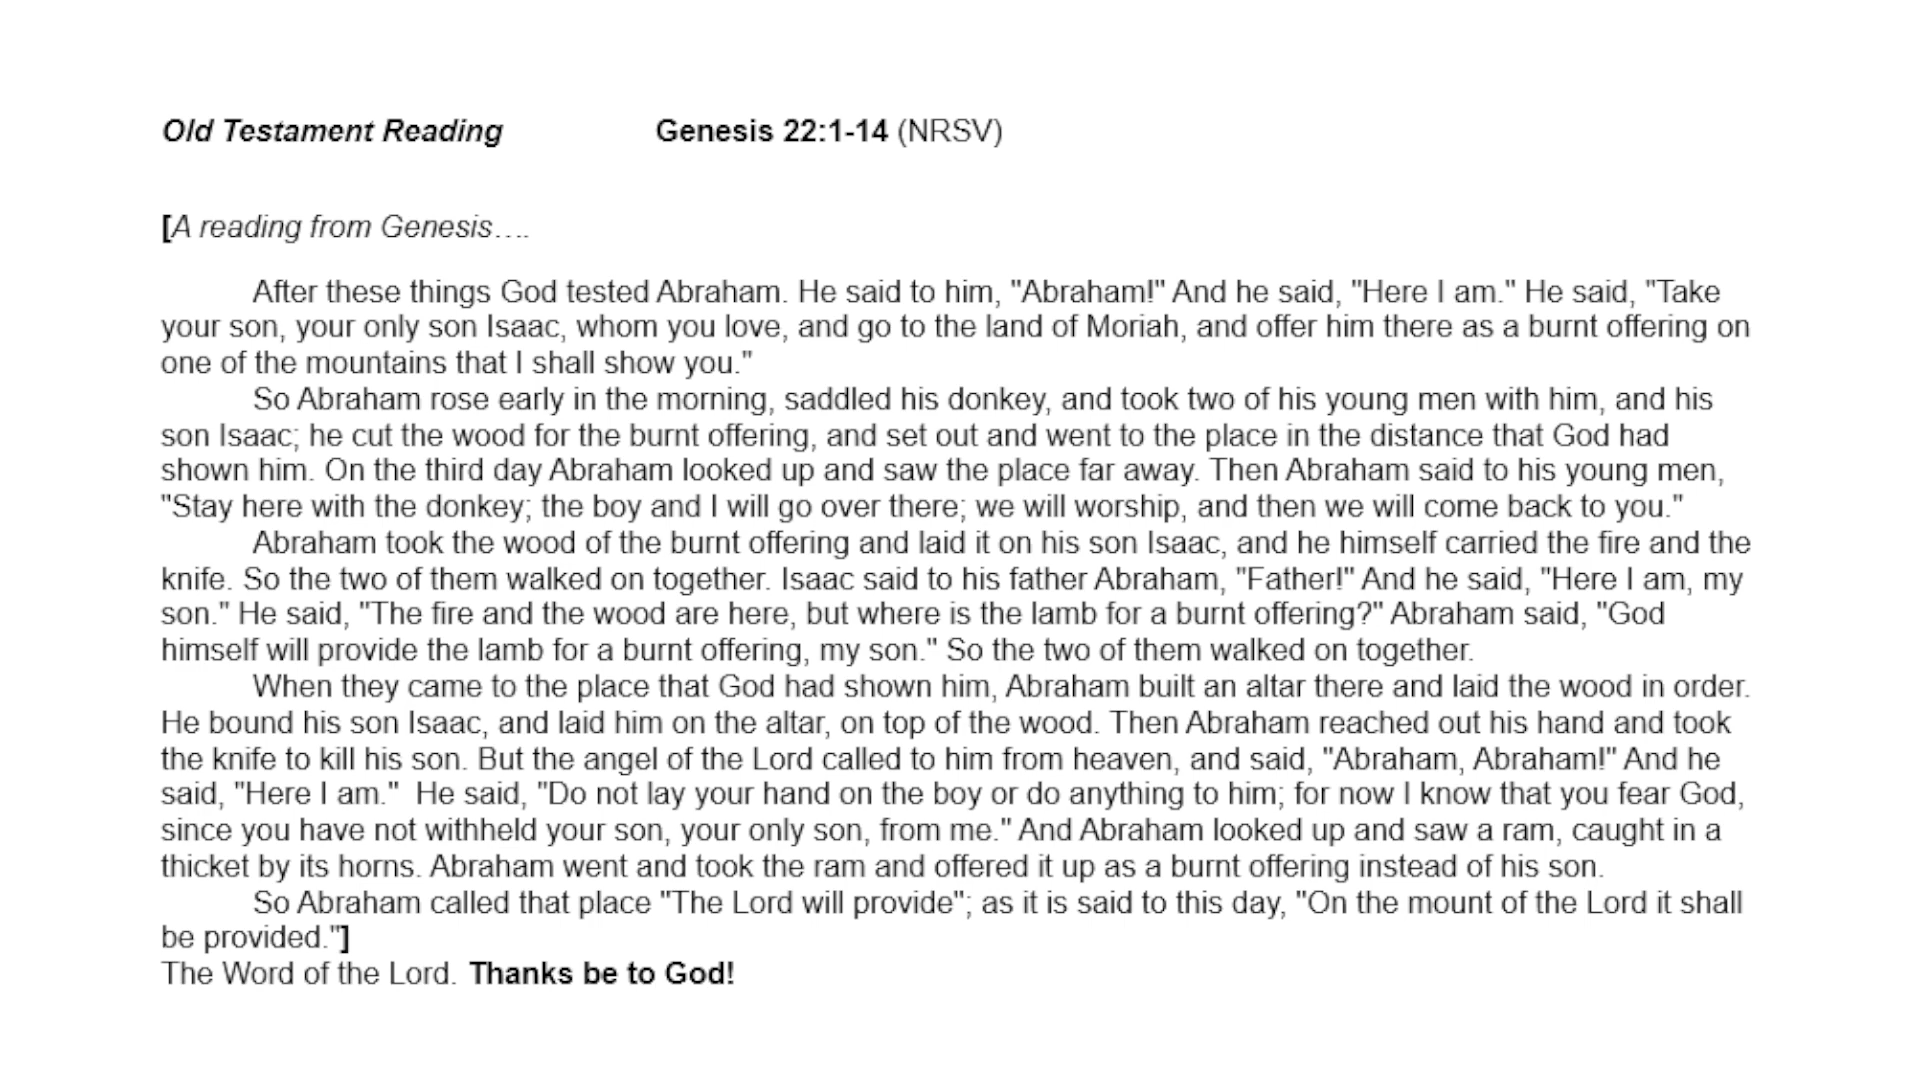 Old Testament Reading Genesis 22:1-14 (NRSV)
[A reading from Genesis….
After these things God tested Abraham. He said to him, "Abraham!" And he said, "Here I am." He said, "Take
your son, your only son Isaac, whom you love, and go to the land of Moriah, and offer him there as a burnt offering on
one of the mountains that I shall show you."
So Abraham rose early in the morning, saddled his donkey, and took two of his young men with him, and his
son Isaac; he cut the wood for the burnt offering, and set out and went to the place in the distance that God had
shown him. On the third day Abraham looked up and saw the place far away. Then Abraham said to his young men,
"Stay here with the donkey; the boy and I will go over there; we will worship, and then we will come back to you."
Abraham took the wood of the burnt offering and laid it on his son Isaac, and he himself carried the fire and the
knife. So the two of them walked on together. Isaac said to his father Abraham, "Father!" And he said, "Here I am, my
son." He said, "The fire and the wood are here, but where is the lamb for a burnt offering?" Abraham said, "God
himself will provide the lamb for a burnt offering, my son." So the two of them walked on together.
When they came to the place that God had shown him, Abraham built an altar there and laid the wood in order.
He bound his son Isaac, and laid him on the altar, on top of the wood. Then Abraham reached out his hand and took
the knife to kill his son. But the angel of the Lord called to him from heaven, and said, "Abraham, Abraham!" And he
said, "Here I am."  He said, "Do not lay your hand on the boy or do anything to him; for now I know that you fear God,
since you have not withheld your son, your only son, from me." And Abraham looked up and saw a ram, caught in a
thicket by its horns. Abraham went and took the ram and offered it up as a burnt offering instead of his son.
So Abraham called that place "The Lord will provide"; as it is said to this day, "On the mount of the Lord it shall
be provided."]
The Word of the Lord. Thanks be to God!